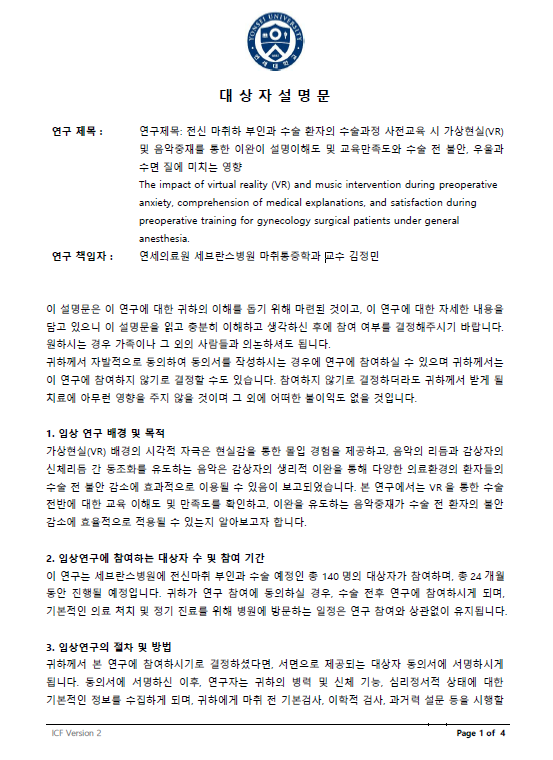 YONSEI UNIVERSITY
연세대학교
대 상 자 설 명 문
연구 제목 : 연구제목: 전신 마취하 부인과 수술 환자의 수술과정 사전교육 시 가상현실(VR)
및 음악중재를 통한 이완이 설명이해도 및 교육만족도와 수술 전 불안, 우울과
수면 질에 미치는 영향
The impact of virtual reality (VR) and music intervention during preoperative
anxiety, comprehension of medical explanations, and satisfaction during
preoperative training for gynecology surgical patients under general
anesthesia.
연구 책임자 : 연세의료원 세브란스병원 마취통증학과 교수 김정민
이 설명문은 이 연구에 대한 귀하의 이해를 돕기 위해 마련된 것이고, 이 연구에 대한 자세한 내용을
담고 있으니 이 설명문을 읽고 충분히 이해하고 생각하신 후에 참여 여부를 결정해주시기 바랍니다.
원하시는 경우 가족이나 그 외의 사람들과 의논하셔도 됩니다.
귀하께서 자발적으로 동의하여 동의서를 작성하시는 경우에 연구에 참여하실 수 있으며 귀하께서는
이 연구에 참여하지 않기로 결정할 수도 있습니다. 참여하지 않기로 결정하더라도 귀하께서 받게 될
치료에 아무런 영향을 주지 않을 것이며 그 외에 어떠한 불이익도 없을 것입니다.
1. 임상 연구 배경 및 목적
가상현실(VR) 배경의 시각적 자극은 현실감을 통한 몰입 경험을 제공하고, 음악의 리듬과 감상자의
신체리듬 간 동조화를 유도하는 음악은 감상자의 생리적 이완을 통해 다양한 의료환경의 환자들의
수술 전 불안 감소에 효과적으로 이용될 수 있음이 보고되었습니다. 본 연구에서는 VR 을 통한 수술
전반에 대한 교육 이해도 및 만족도를 확인하고, 이완을 유도하는 음악중재가 수술 전 환자의 불안
감소에 효율적으로 적용될 수 있는지 알아보고자 합니다.
2. 임상연구에 참여하는 대상자 수 및 참여 기간
이 연구는 세브란스병원에 전신마취 부인과 수술 예정인 총 140 명의 대상자가 참여하며, 총 24 개월
동안 진행될 예정입니다. 귀하가 연구 참여에 동의하실 경우, 수술 전후 연구에 참여하시게 되며,
기본적인 의료 처치 및 정기 진료를 위해 병원에 방문하는 일정은 연구 참여와 상관없이 유지됩니다.
3. 임상연구의 절차 및 방법
귀하께서 본 연구에 참여하시기로 결정하셨다면, 서면으로 제공되는 대상자 동의서에 서명하시게
됩니다. 동의서에 서명하신 이후, 연구자는 귀하의 병력 및 신체 기능, 심리정서적 상태에 대한
기본적인 정보를 수집하게 되며, 귀하에게 마취 전 기본검사, 이학적 검사, 과거력 설문 등을 시행할
ICF Version 2 Page 1 of 4